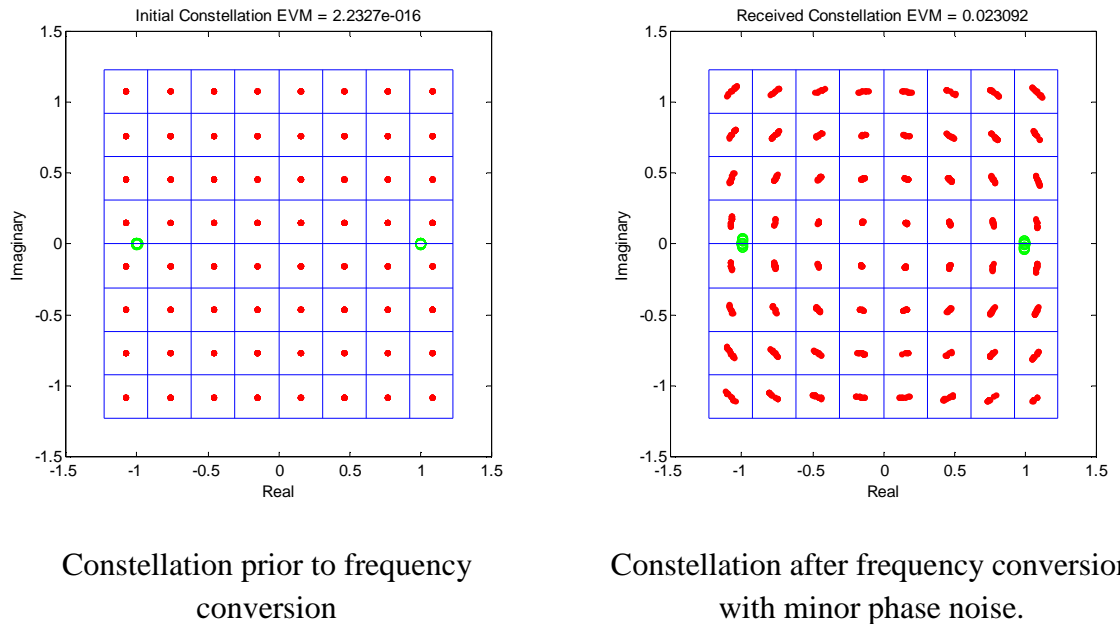 Initial Constellation EVM = 2.2327e-016
1.5
1
0.5
0
-0.5
-1
-1.5
Imaginary
-1.5 -1 -0.5 0 0.5 1 1.5
Real
Received Constellation EVM = 0.023092
1.5
1
0.5
0
-0.5
-1
-1.5
Imaginary
-1.5 -1 -0.5 0 0.5 1 1.5
Real
Constellation prior to frequency
conversion
Constellation after frequency conversion
with minor phase noise.